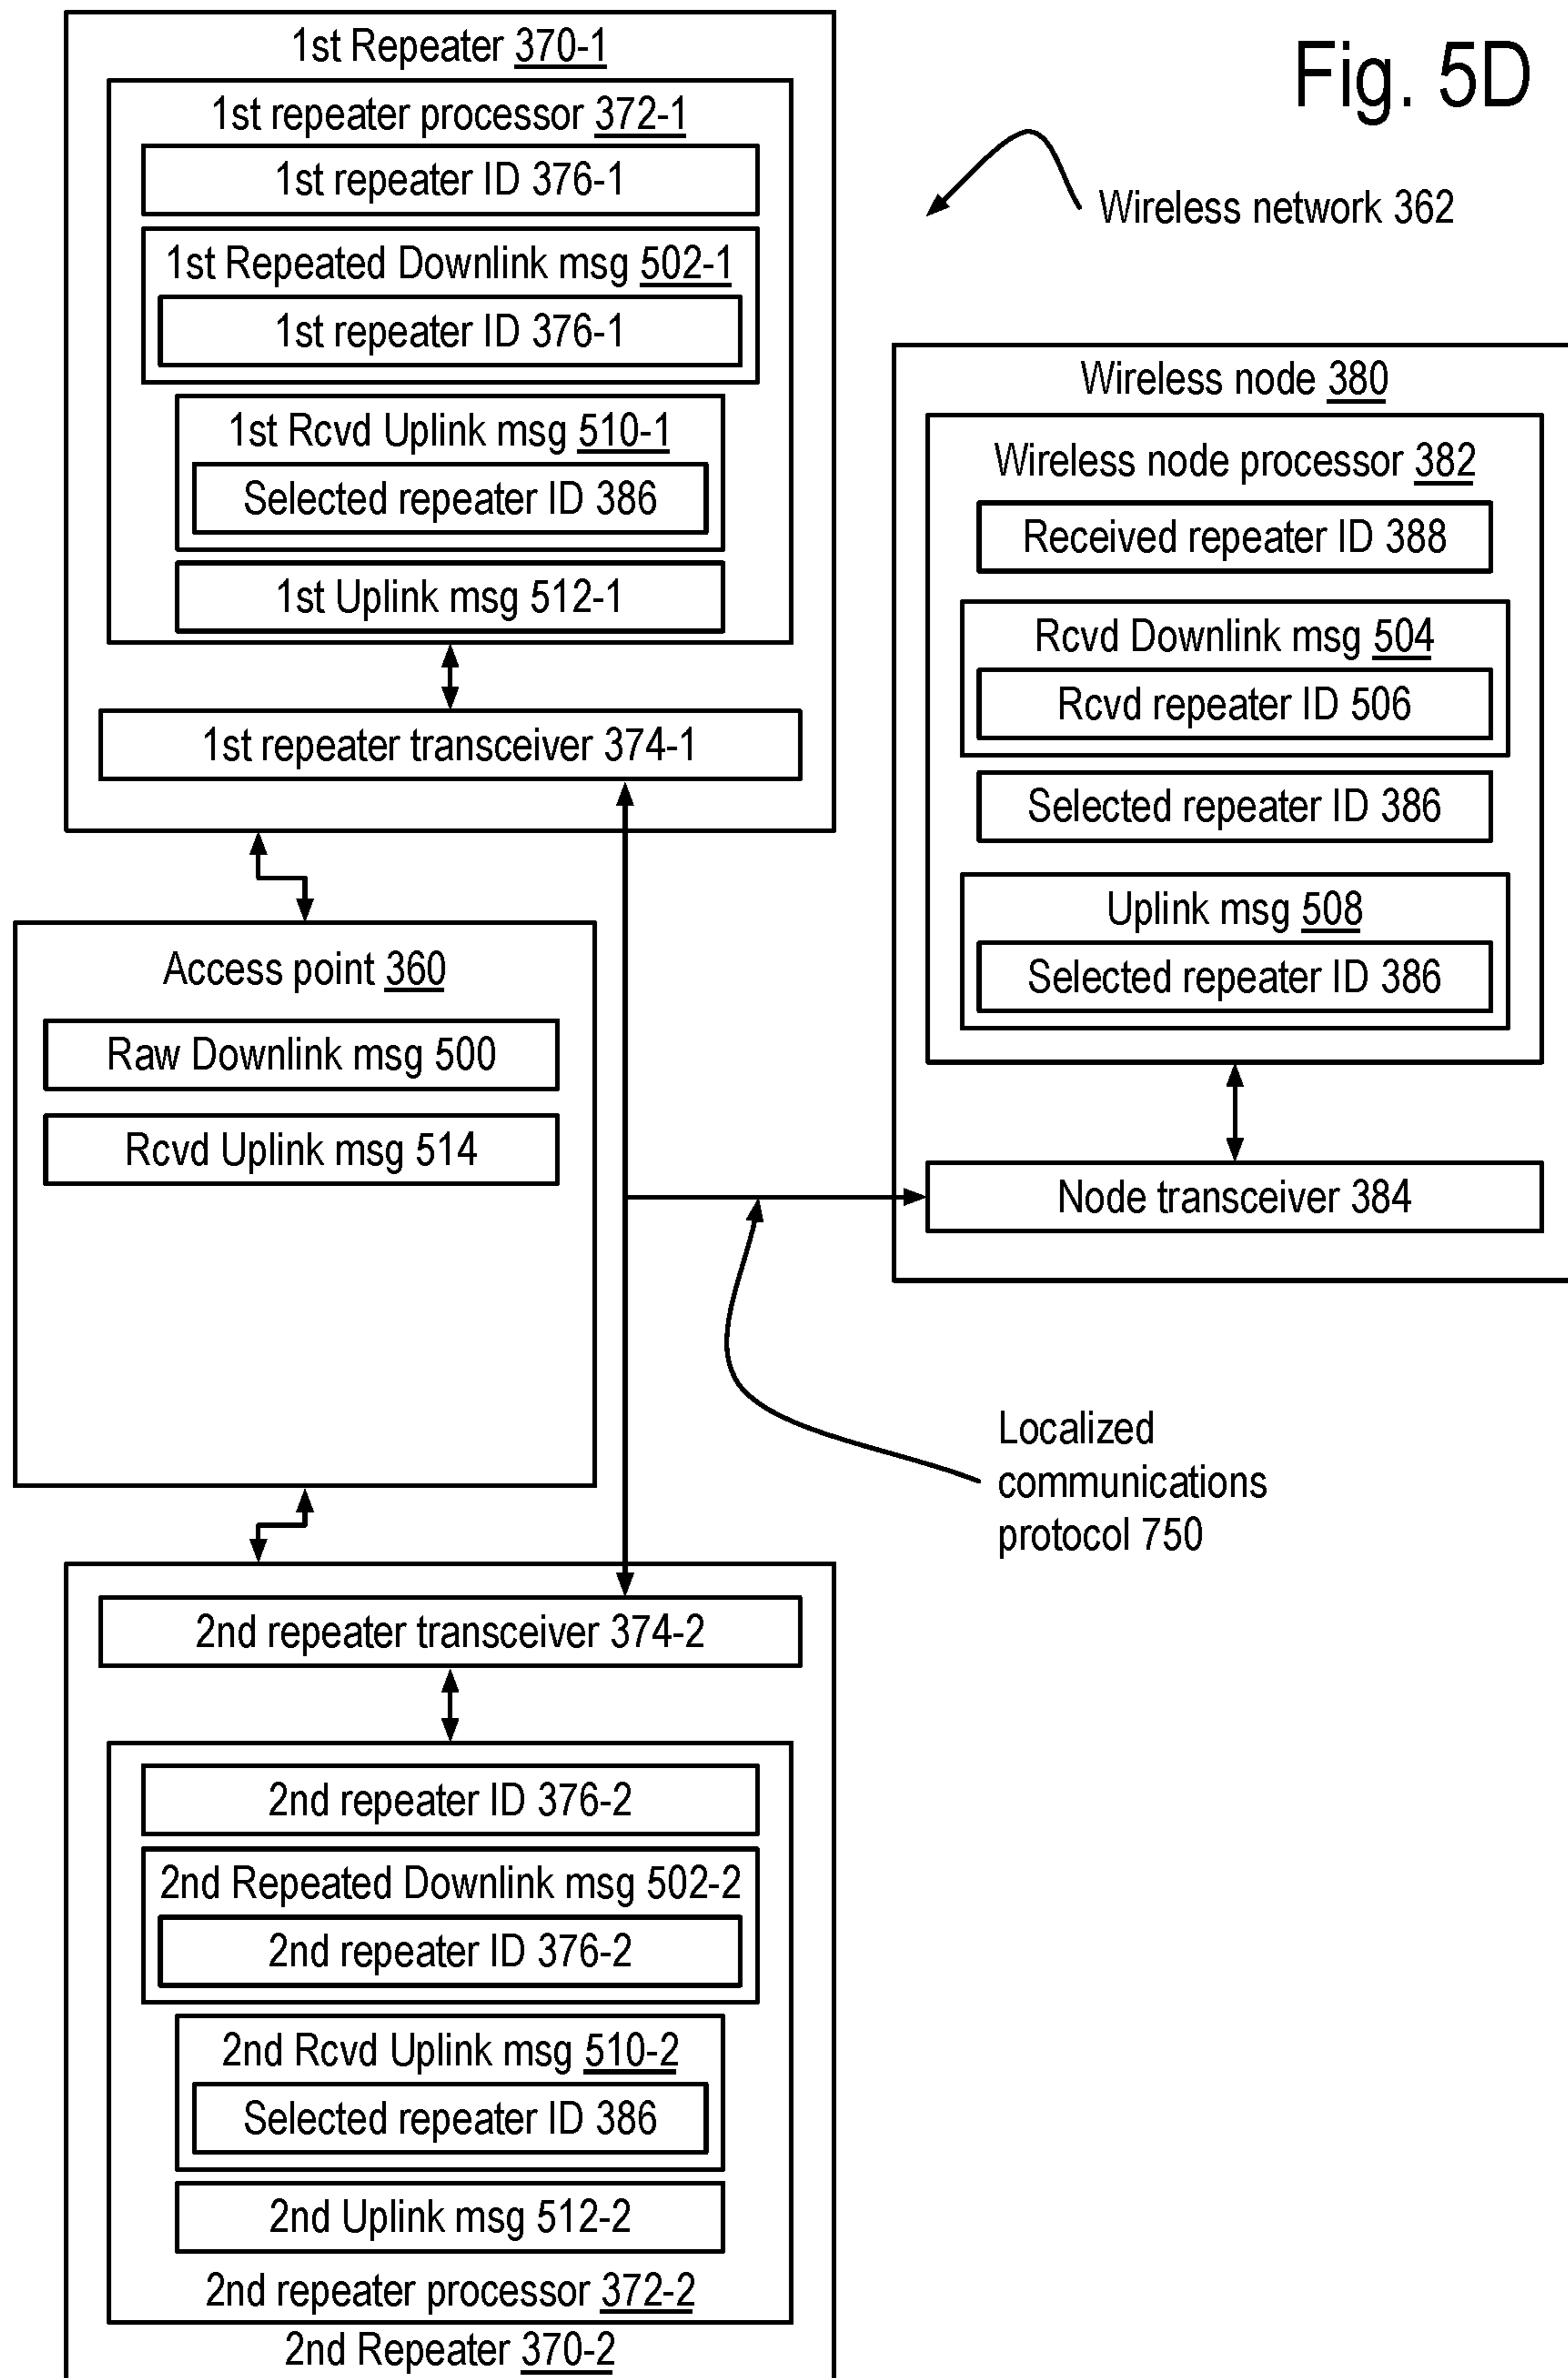 Fig. 5D
1st Repeater 370-1
1st repeater processor 372-1
1st repeater ID 376-1
1st Repeated Downlink msg 502-1
1st repeater ID 376-1
1st Rcvd Uplink msg 510-1
Selected repeater ID 386
1st Uplink msg 512-1
1st repeater transceiver 374-1
Wireless network 362
Wireless node 380
Wireless node processor 382
Received repeater ID 388
Rcvd Downlink msg 504
Rcvd repeater ID 506
Selected repeater ID 386
Uplink msg 508
Selected repeater ID 386
Node transceiver 384
Access point 360
Raw Downlink msg 500
Rcvd Uplink msg 514
Localized
communications
protocol 750
2nd repeater transceiver 374-2
2nd repeater ID 376-2
2nd Repeated Downlink msg 502-2
2nd repeater ID 376-2
2nd Rcvd Uplink msg 510-2
Selected repeater ID 386
2nd Uplink msg 512-2
2nd repeater processor 372-2
2nd Repeater 370-2